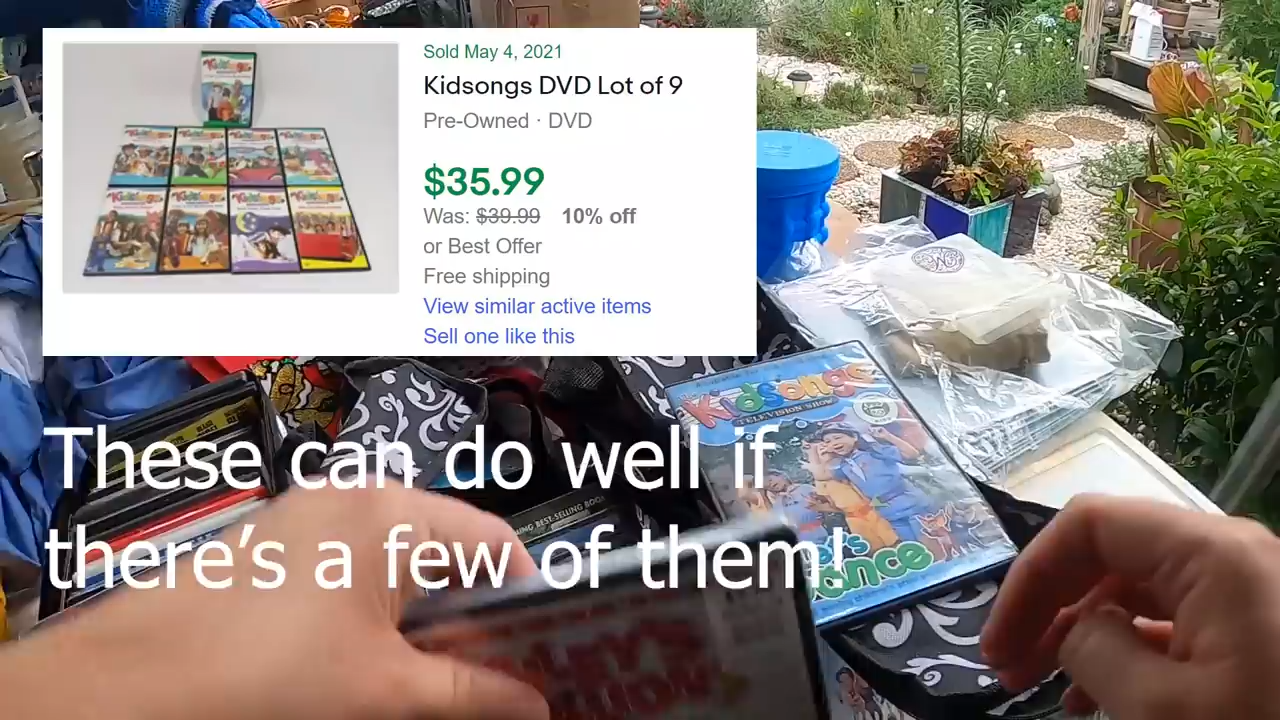 Sold May 4, 2021
Kidsongs DVD Lot of 9
Pre-Owned · DVD
$35.99
Was: $39.99 10% off
or Best Offer
Free shipping
View similar active items
Sell one like this
Kidsongs
TELEVISION SHOW
These can do well if
there's a few of them!